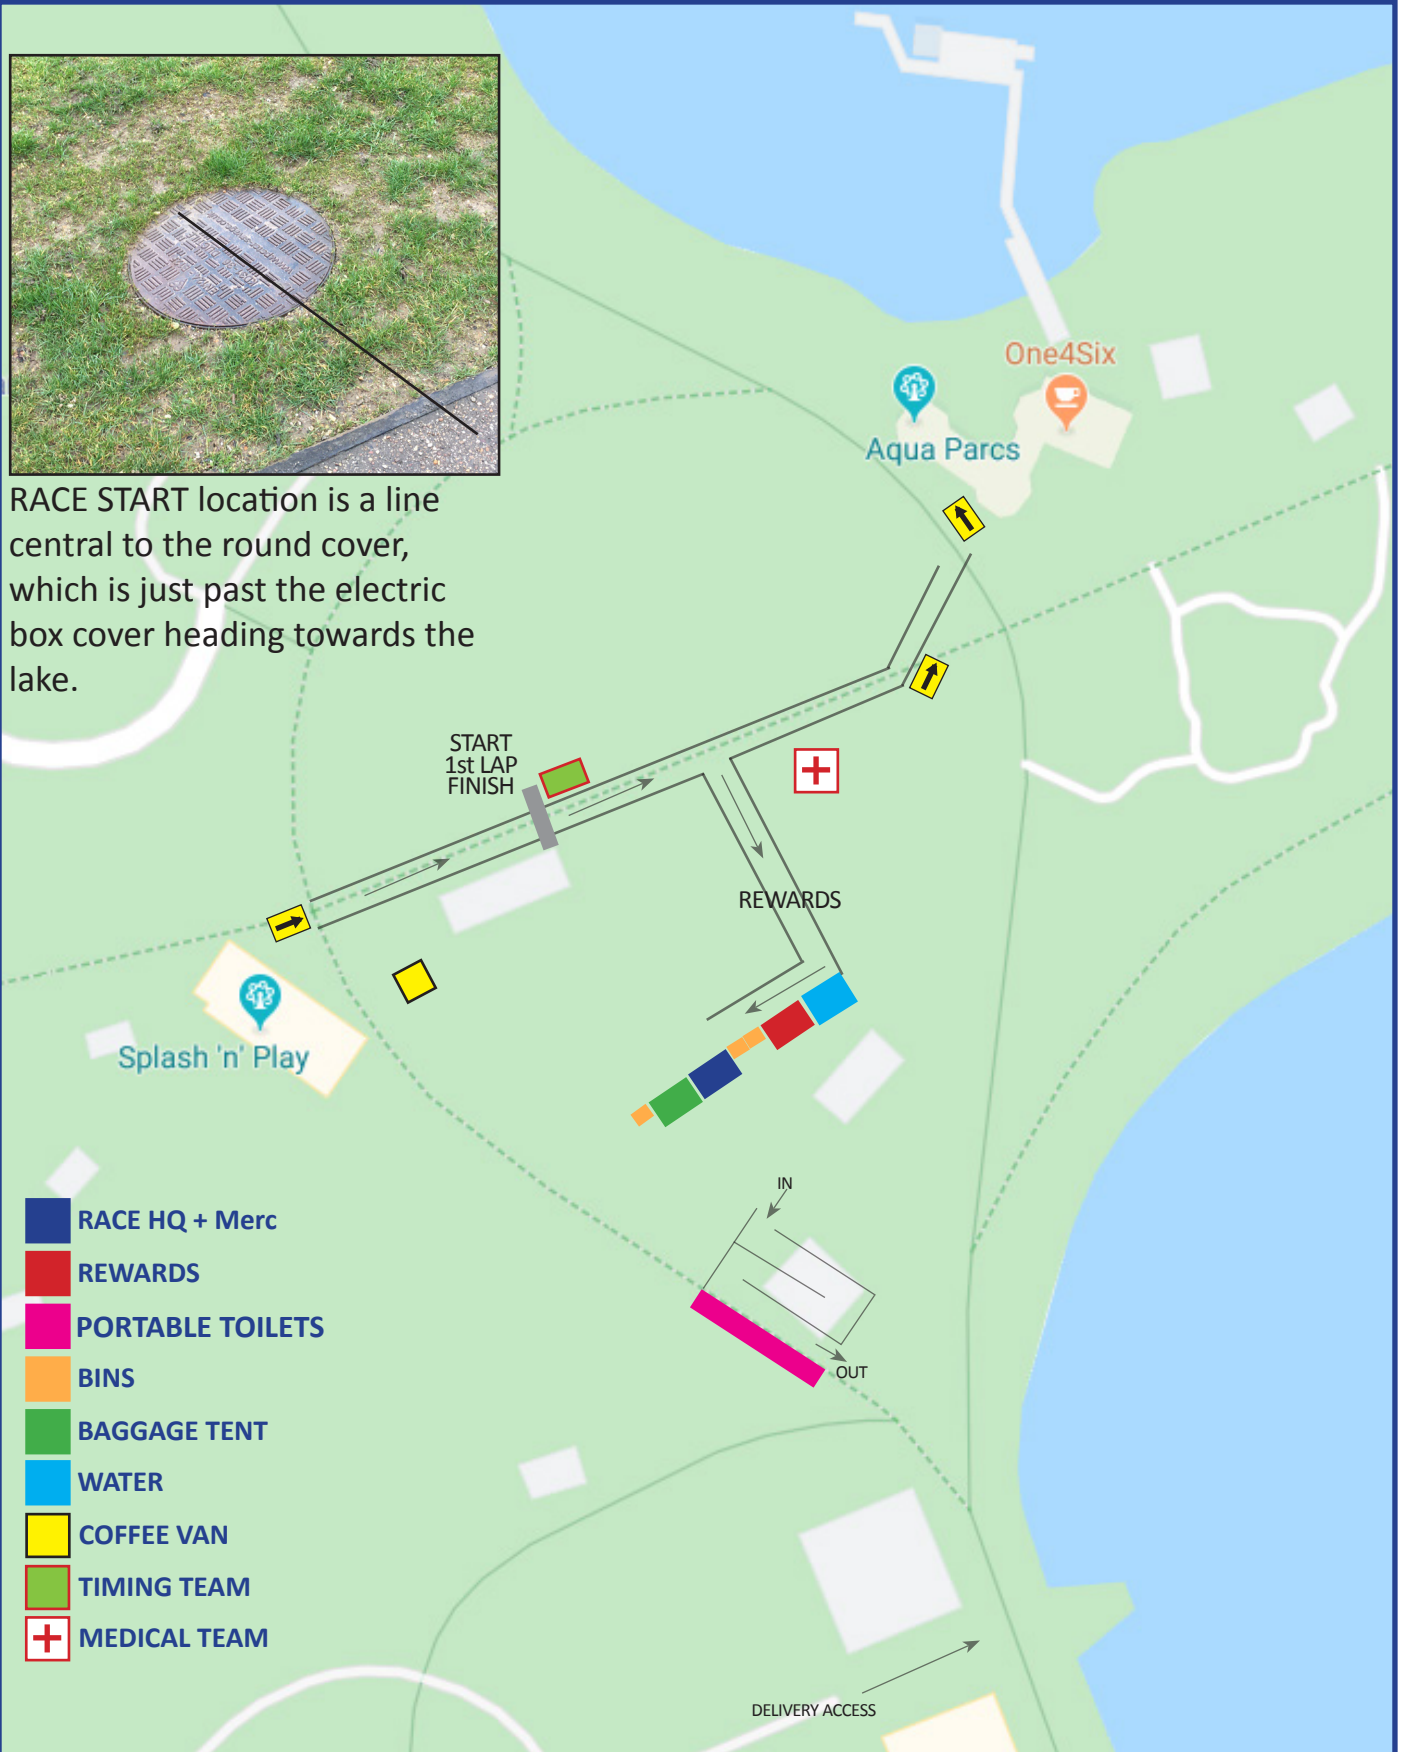 RACE START location is a line
central to the round cover,
which is just past the electric
box cover heading towards the
lake.
One4Six
Aqua Parcs
START
1st LAP
FINISH
REWARDS
Splash 'n' Play
IN
OUT
RACE HQ + Merc
REWARDS
PORTABLE TOILETS
BINS
BAGGAGE TENT
WATER
COFFEE VAN
TIMING TEAM
MEDICAL TEAM
DELIVERY ACCESS